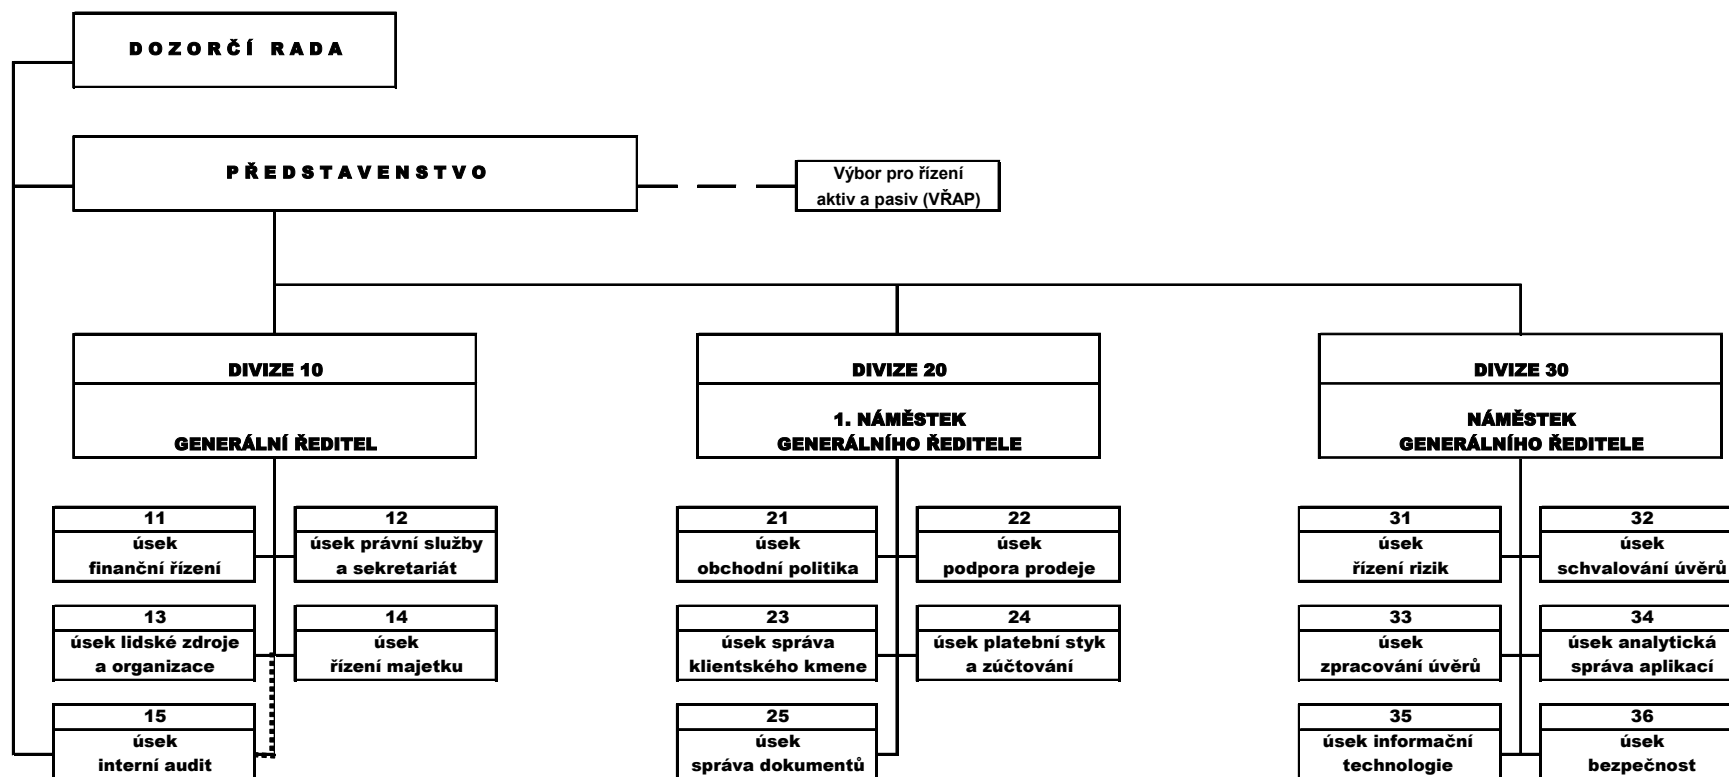 DOZORČÍ RADA
PŘEDSTAVENSTVO
Výbor pro řízení
aktiv a pasiv (VŘAP)
DIVIZE 10
GENERÁLNÍ ŘEDITEL
11
úsek
finanční řízení
12
úsek právní služby
a sekretariát
13
úsek lidské zdroje
a organizace
14
úsek
řízení majetku
15
úsek
interní audit
DIVIZE 20
1. NÁMĚSTEK
GENERÁLNÍHO ŘEDITELE
21
úsek
obchodní politika
22
úsek
podpora prodeje
23
úsek správa
klientského kmene
24
úsek platební styk
a zúčtování
25
úsek
správa dokumentů
DIVIZE 30
NÁMĚSTEK
GENERÁLNÍHO ŘEDITELE
31
úsek
řízení rizik
32
úsek
schvalování úvěrů
33
úsek
zpracování úvěrů
34
úsek analytická
správa aplikací
35
úsek informační
technologie
36
úsek
bezpečnost